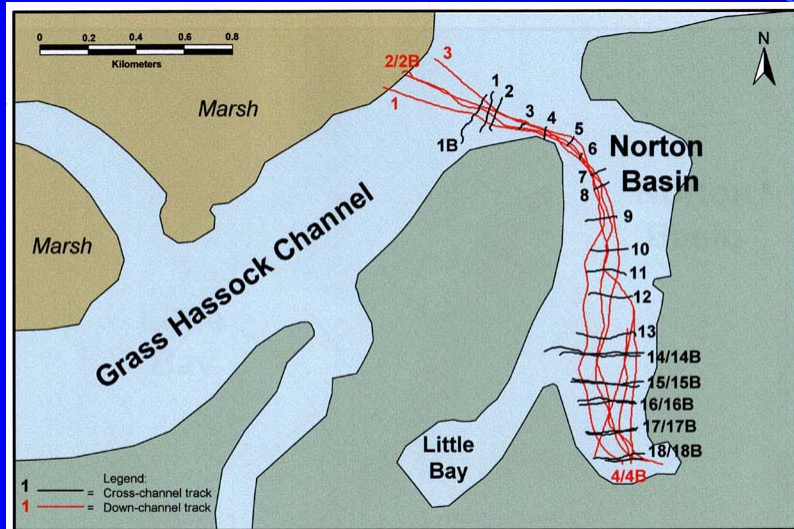 0 0.2 0.4 0.6 0.8
Kilometers
N
3
2/2B
1
1
2
1B
3
4
5
6
7
8
9
10
11
12
13
14/14B
15/15B
16/16B
17/17B
18/18B
4/4B
Marsh
Marsh
Norton
Basin
Grass Hassock Channel
Little
Bay
Legend:
1 = Cross-channel track
1 = Down-channel track